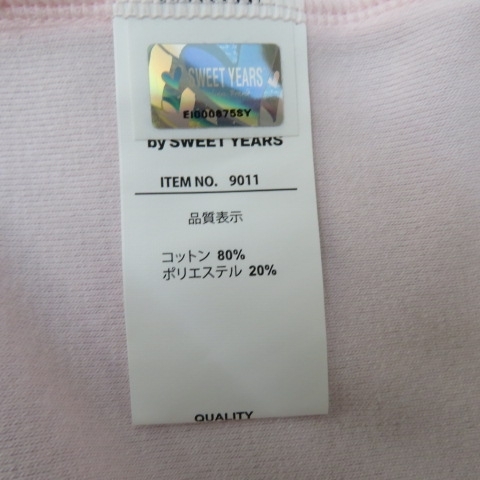 SWEET YEARS
EI0006758Y
by SWEET YEARS
ITEM NO. 9011
品質表示
コットン 80%
ポリエステル 20%
QUALITY